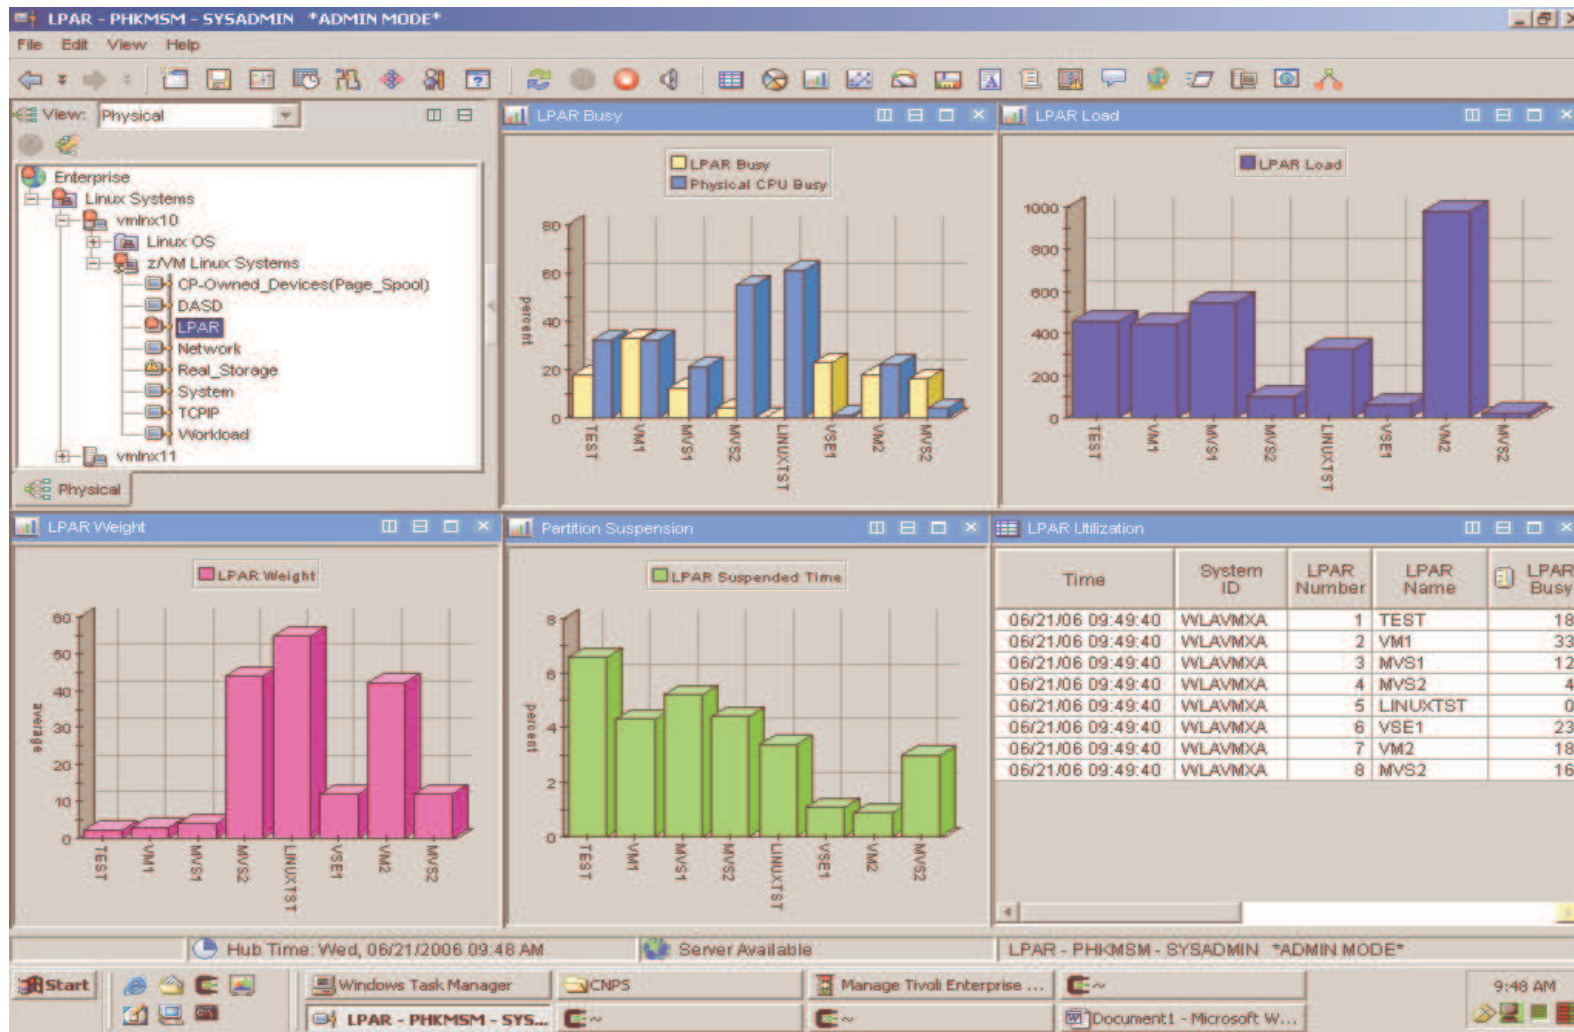 LPAR - PHKMSM - SYSADMIN *ADMIN MODE*
File Edit View Help
View: Physical
Enterprise
Linux Systems
vmlnx10
Linux OS
z/VM Linux Systems
CP-Owned_Devices(Page_Spool)
DASD
LPAR
Network
Real_Storage
System
TCPIP
Workload
vmlnx11
Physical
LPAR Busy
LPAR Busy
Physical CPU Busy
80
60
40
20
0
percent
TEST
VM1
MVS1
MVS2
LINUXTST
VSE1
VM2
MVS2
LPAR Load
LPAR Load
1000
800
600
400
200
0
TEST
VM1
MVS1
MVS2
LINUXTST
VSE1
VM2
MVS2
LPAR Weight
LPAR Weight
60
50
40
30
20
10
0
average
TEST
VM1
MVS1
MVS2
LINUXTST
VSE1
VM2
MVS2
Partition Suspension
LPAR Suspended Time
8
6
4
2
0
percent
TEST
VM1
MVS1
MVS2
LINUXTST
VSE1
VM2
MVS2
LPAR Utilization
Time System ID LPAR Number LPAR Name LPAR Busy
06/21/06 09:49:40 WLAVMXA 1 TEST 18
06/21/06 09:49:40 WLAVMXA 2 VM1 33
06/21/06 09:49:40 WLAVMXA 3 MVS1 12
06/21/06 09:49:40 WLAVMXA 4 MVS2 4
06/21/06 09:49:40 WLAVMXA 5 LINUXTST 0
06/21/06 09:49:40 WLAVMXA 6 VSE1 23
06/21/06 09:49:40 WLAVMXA 7 VM2 18
06/21/06 09:49:40 WLAVMXA 8 MVS2 16
Hub Time: Wed, 06/21/2006 09:48 AM
Server Available
LPAR - PHKMSM - SYSADMIN *ADMIN MODE*
Start
Windows Task Manager
CNPS
Manage Tivoli Enterprise ...
~
9:48 AM
LPAR - PHKMSM - SYS...
~
~
Document1 - Microsoft W...